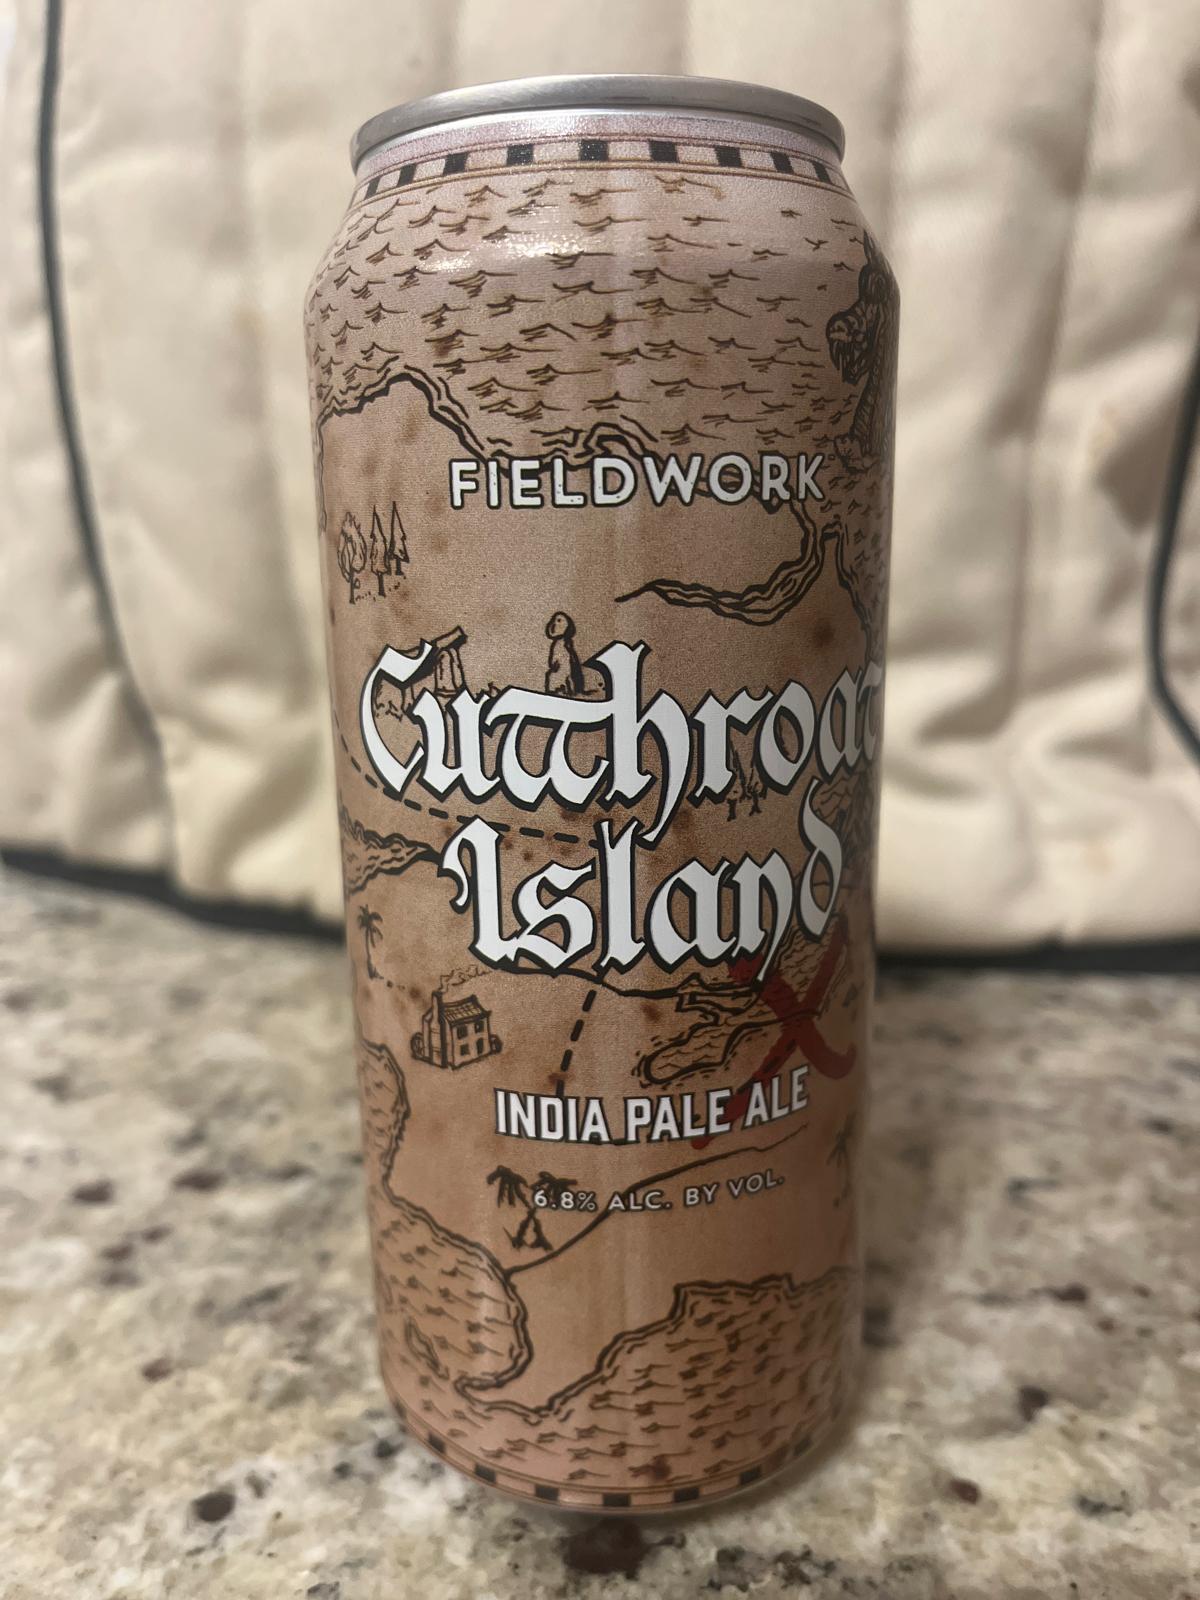 FIELDWORK
Cutthroat
Island
INDIA PALE ALE
6.8% ALC. BY VOL.